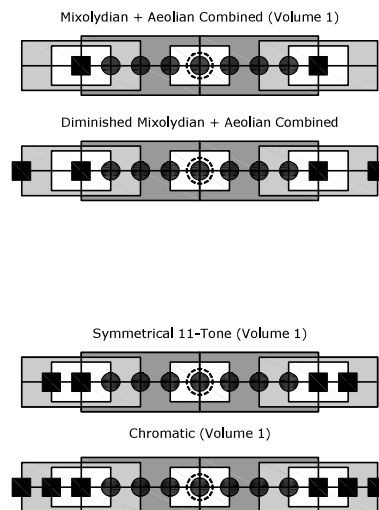 Mixolydian + Aeolian Combined (Volume 1)
Diminished Mixolydian + Aeolian Combined
Symmetrical 11-Tone (Volume 1)
Chromatic (Volume 1)